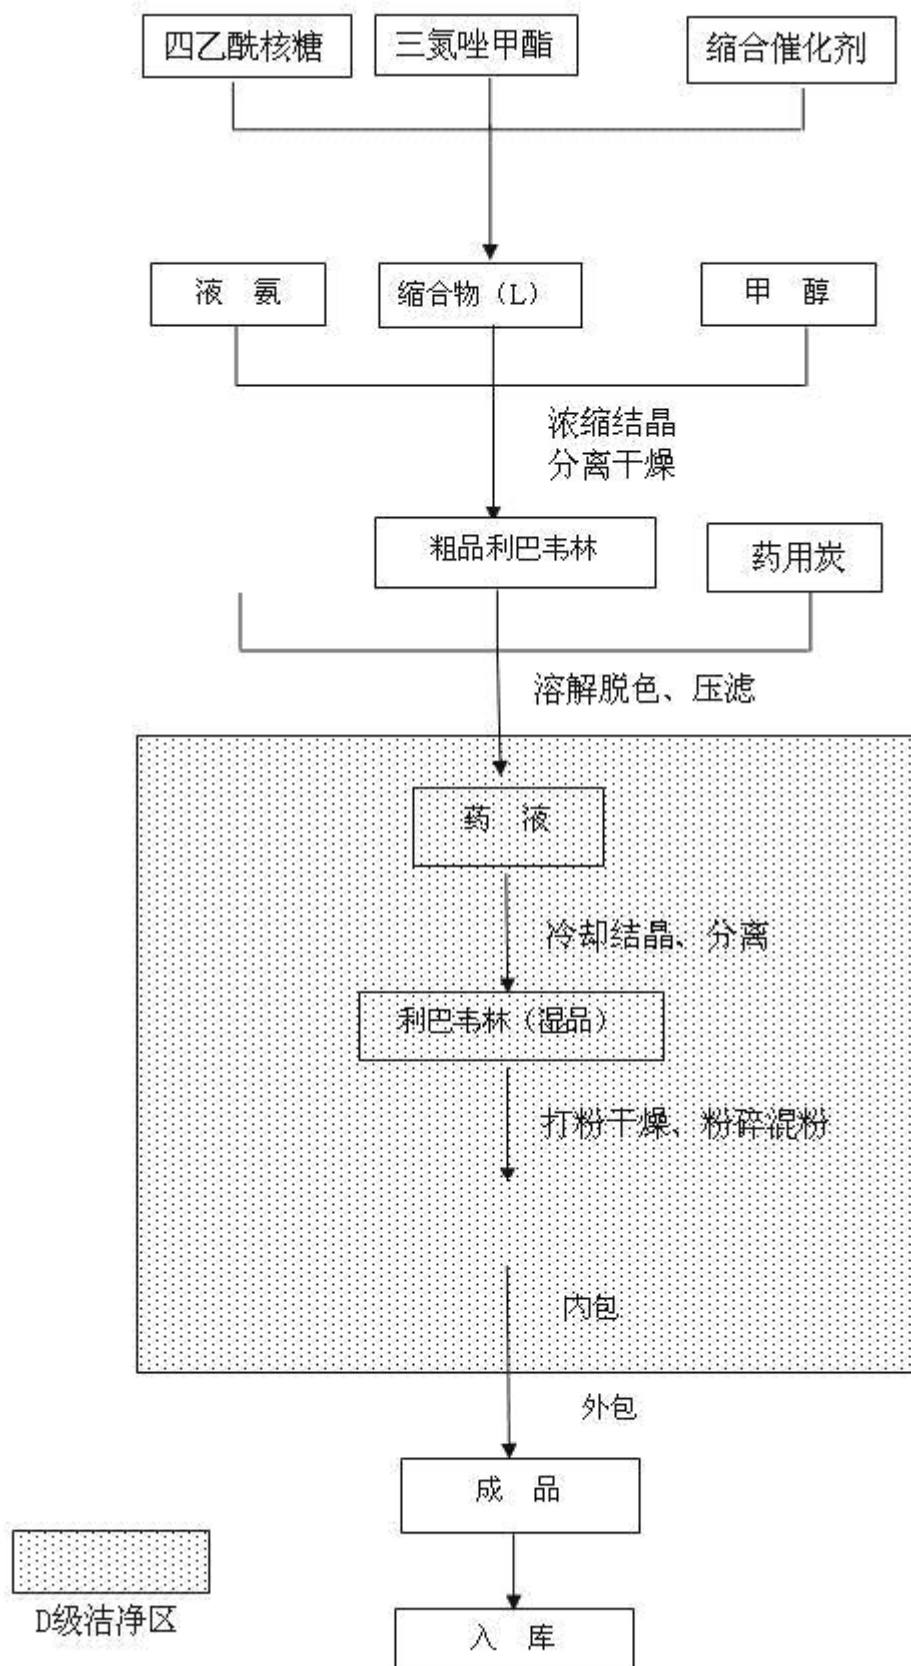 四乙酰核糖
三氮唑甲酯
缩合催化剂
液 氨
缩合物（L）
甲 醇
浓缩结晶
分离干燥
粗品利巴韦林
药用炭
溶解脱色、压滤
药 液
冷却结晶、分离
利巴韦林（湿品）
打粉干燥、粉碎混粉
内包
外包
成 品
D级洁净区
入 库